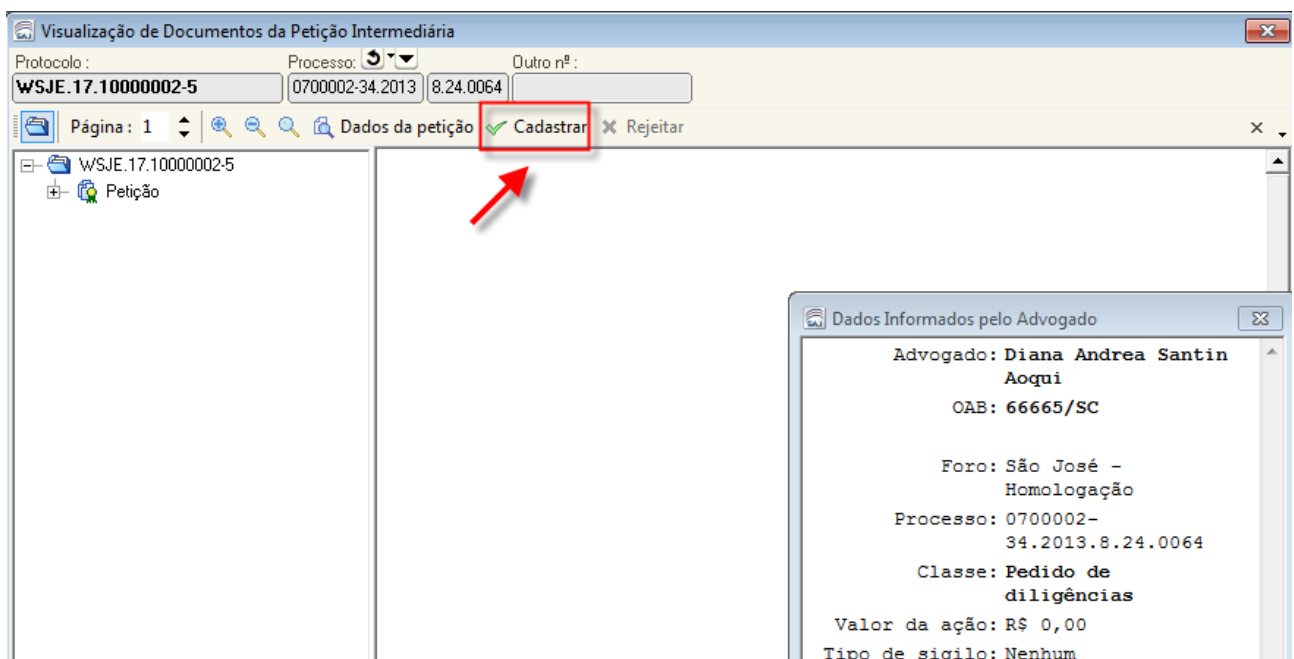 Visualização de Documentos da Petição Intermediária
Protocolo : Processo: Outro nº :
WSJE.17.10000002-5 0700002-34.2013 8.24.0064
Página : 1 Dados da petição Cadastrar Rejeitar
WSJE.17.10000002-5
Petição
Dados Informados pelo Advogado
Advogado: Diana Andrea Santin
Aoqui
OAB: 66665/SC
Foro: São José -
Homologação
Processo: 0700002-
34.2013.8.24.0064
Classe: Pedido de
diligências
Valor da ação: R$ 0,00
Tipo de sigilo: Nenhum